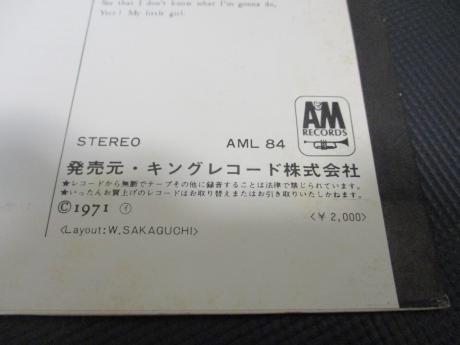 See that I don't know what I'm gonna do,
Yes! My little girl.
A&M
RECORDS
STEREO AML 84
発売元・キングレコード株式会社
★レコードから無断でテープその他に録音することは法律で禁じられています。
★いったんお買上げのレコードはお取り替えまたはお引き取りいたしかねます。
©1971 ㋑
<￥2,000>
<Layout:W.SAKAGUCHI>